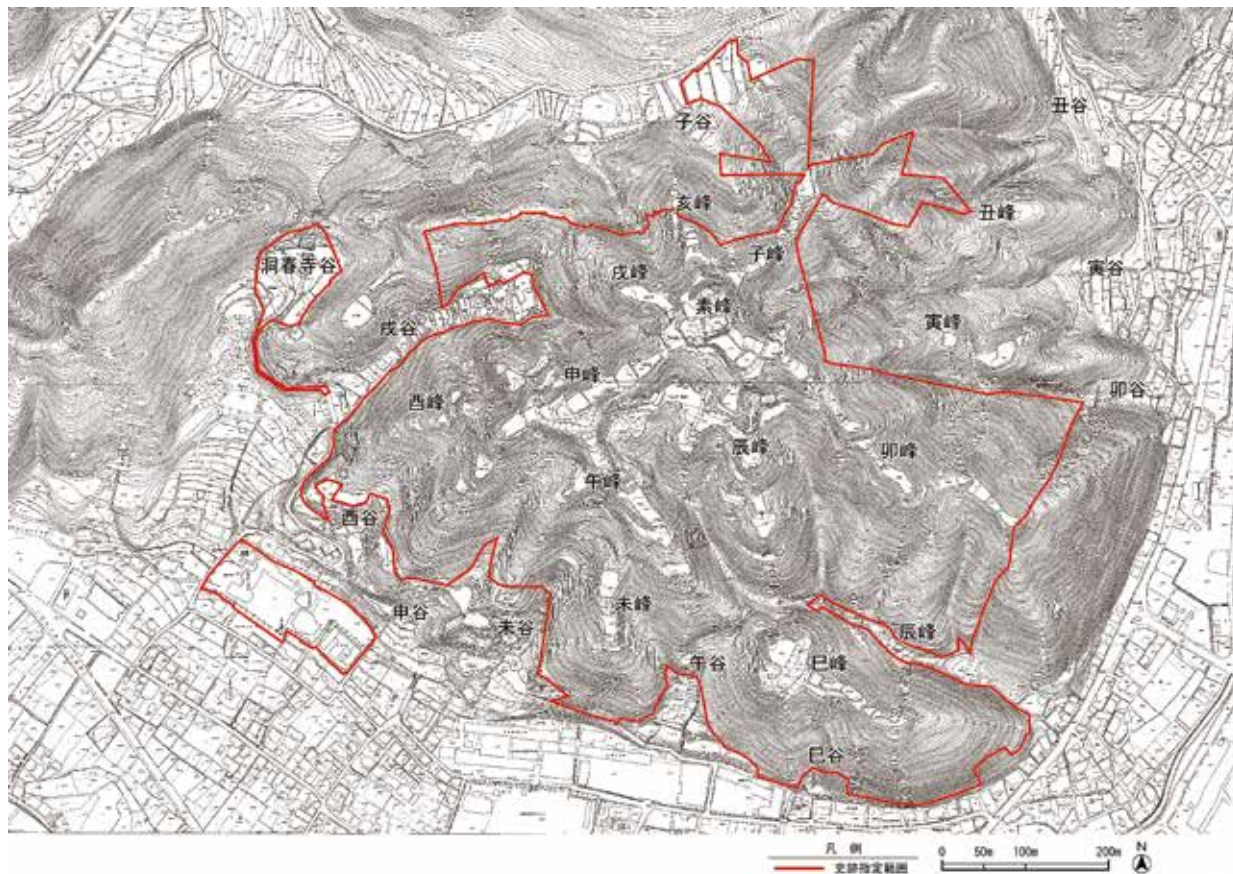 丑谷
子谷
亥峰
丑峰
洞春寺谷
子峰
寅谷
戌峰
素峰
戌谷
寅峰
申峰
卯谷
酉峰
辰峰
卯峰
午峰
酉谷
未峰
申谷
未谷
辰峰
午谷
巳峰
巳谷
凡 例
史跡指定範囲
0 50m 100m 200m
N